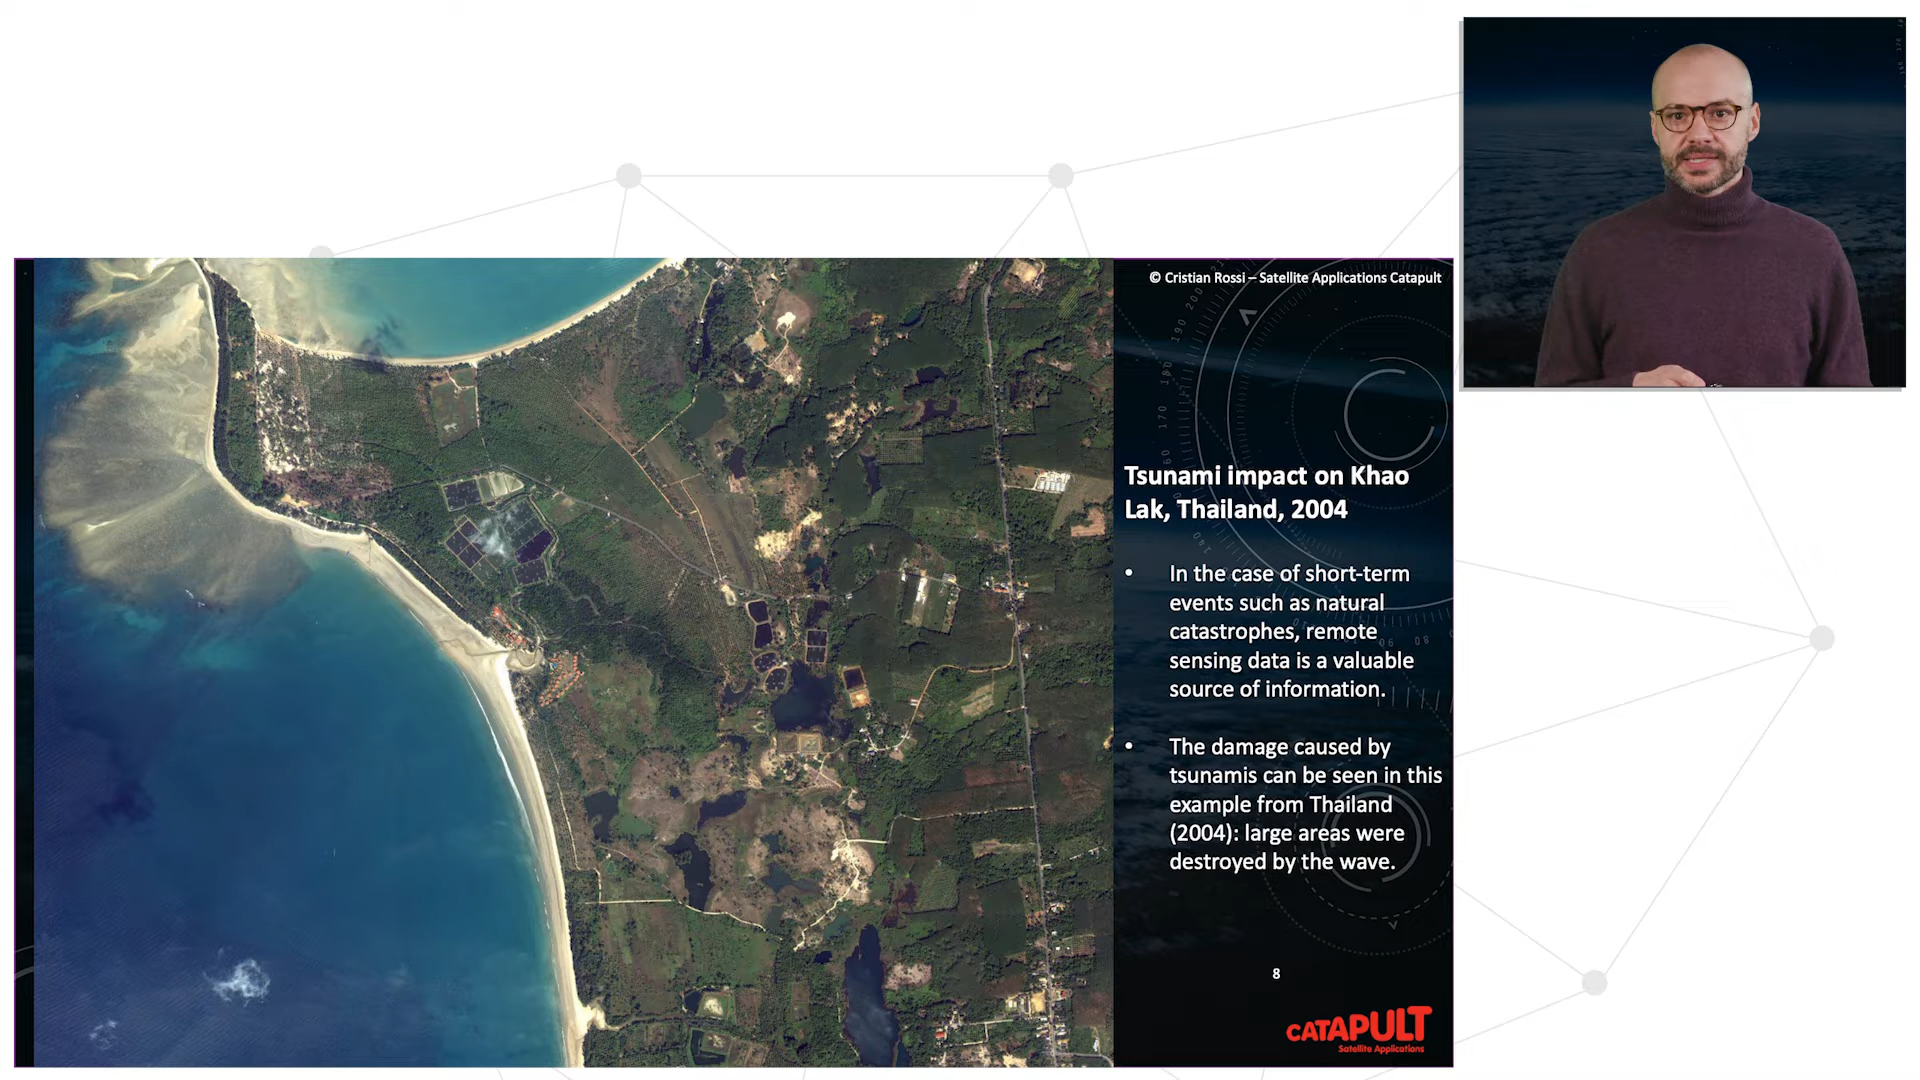 © Cristian Rossi – Satellite Applications Catapult
Tsunami impact on Khao
Lak, Thailand, 2004
• In the case of short-term
events such as natural
catastrophes, remote
sensing data is a valuable
source of information.
• The damage caused by
tsunamis can be seen in this
example from Thailand
(2004): large areas were
destroyed by the wave.
8
CATAPULT
Satellite Applications